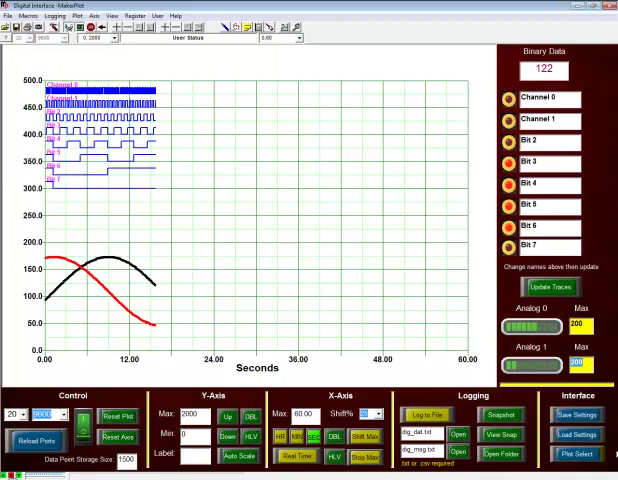 Digital Interface -MakerPlot
File Macros Logging Plot Axis View Register User Help
20 9600 0, 2000 User Status 0,60
Binary Data
122
Channel 0
Channel 1
Bit 2
Bit 3
Bit 4
Bit 5
Bit 6
Bit 7
Change names above then update
Update Traces
Analog 0 Max
200
Analog 1 Max
200
500.0
450.0
400.0
350.0
300.0
250.0
200.0
150.0
100.0
50.0
0.0
Channel 0
Channel 1
Bit 2
Bit 3
Bit 4
Bit 5
Bit 6
Bit 7
0.00 12.00 24.00 36.00 48.00 60.00
Seconds
Control
20 9600
Reset Plot
Reload Ports
Reset Axis
Data Point Storage Size: 1500
Y-Axis
Max: 2000 Up DBL
Min: 0 Down HLV
Label: Auto Scale
X-Axis
Max: 60.00 Shift%
HR MIN SEC DBL Shift Max
Real Time HLV Stop Max
Logging
Log to File Snapshot
dig_dat.txt Open View Snap
dig_msg.txt Open Open Folder
.txt or .csv required
Interface
Save Settings
Load Settings
Plot Select